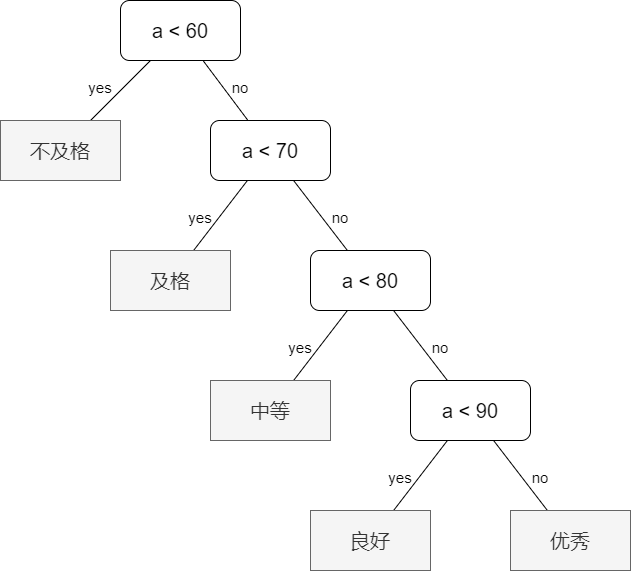 a < 60
yes
no
不及格
a < 70
yes
no
及格
a < 80
yes
no
中等
a < 90
yes
no
良好
优秀